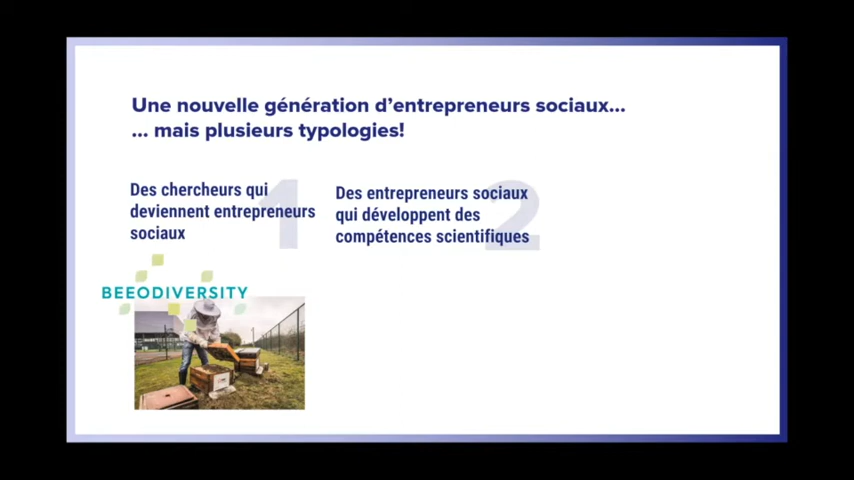 Une nouvelle génération d'entrepreneurs sociaux...
... mais plusieurs typologies!
1
Des chercheurs qui
deviennent entrepreneurs
sociaux
2
Des entrepreneurs sociaux
qui développent des
compétences scientifiques
BEEODIVERSITY